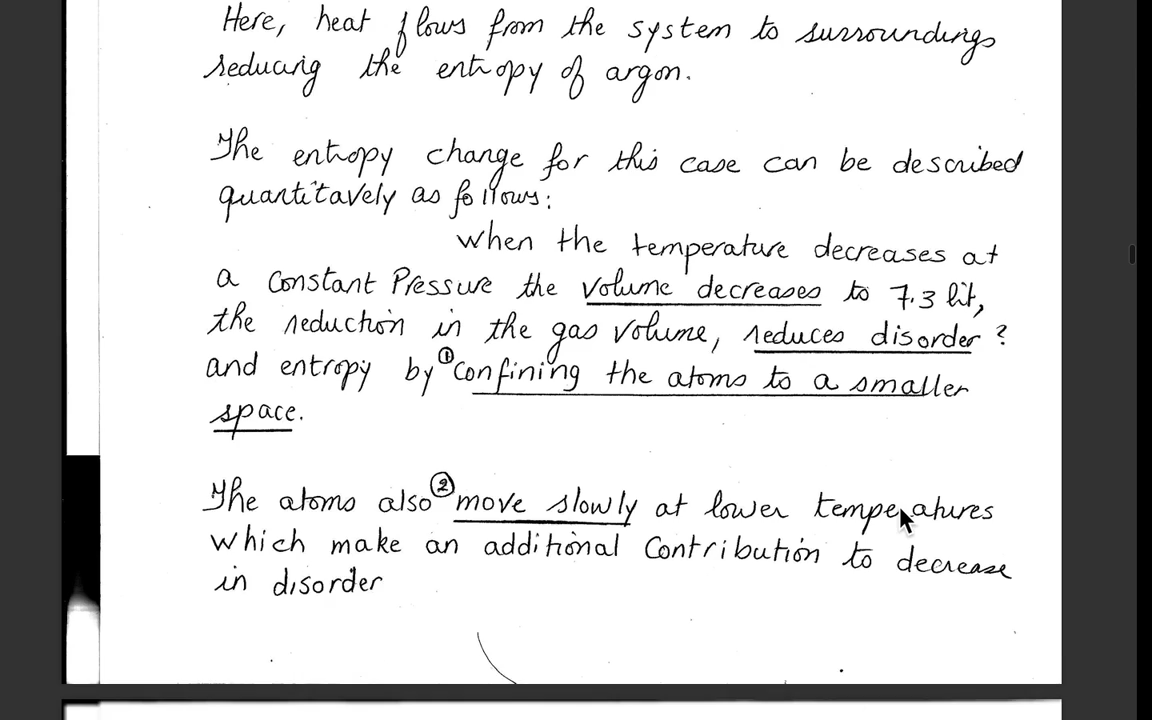 Here, heat flows from the system to surroundings
reducing the entropy of argon.
The entropy change for this case can be described
quantitavely as follows:
when the temperature decreases at
a constant Pressure the volume decreases to 7.3 lit,
the reduction in the gas volume, reduces disorder ?
and entropy by ① confining the atoms to a smaller
space.
The atoms also ② move slowly at lower temperatures
which make an additional contribution to decrease
in disorder